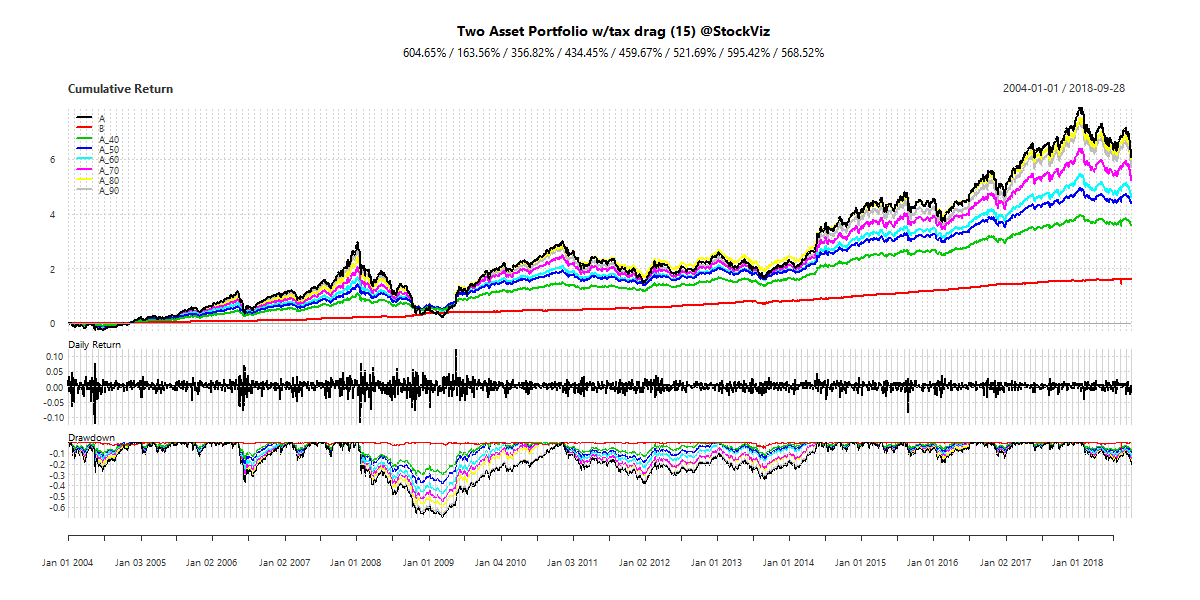 Two Asset Portfolio w/tax drag (15) @StockViz
604.65% / 163.56% / 356.82% / 434.45% / 459.67% / 521.69% / 595.42% / 568.52%
Cumulative Return
2004-01-01 / 2018-09-28
A
B
A_40
A_50
A_60
A_70
A_80
A_90
6
4
2
0
Daily Return
0.10
0.05
0.00
-0.05
-0.10
Drawdown
-0.1
-0.2
-0.3
-0.4
-0.5
-0.6
Jan 01 2004 Jan 03 2005 Jan 02 2006 Jan 02 2007 Jan 01 2008 Jan 01 2009 Jan 04 2010 Jan 03 2011 Jan 02 2012 Jan 01 2013 Jan 01 2014 Jan 01 2015 Jan 01 2016 Jan 02 2017 Jan 01 2018